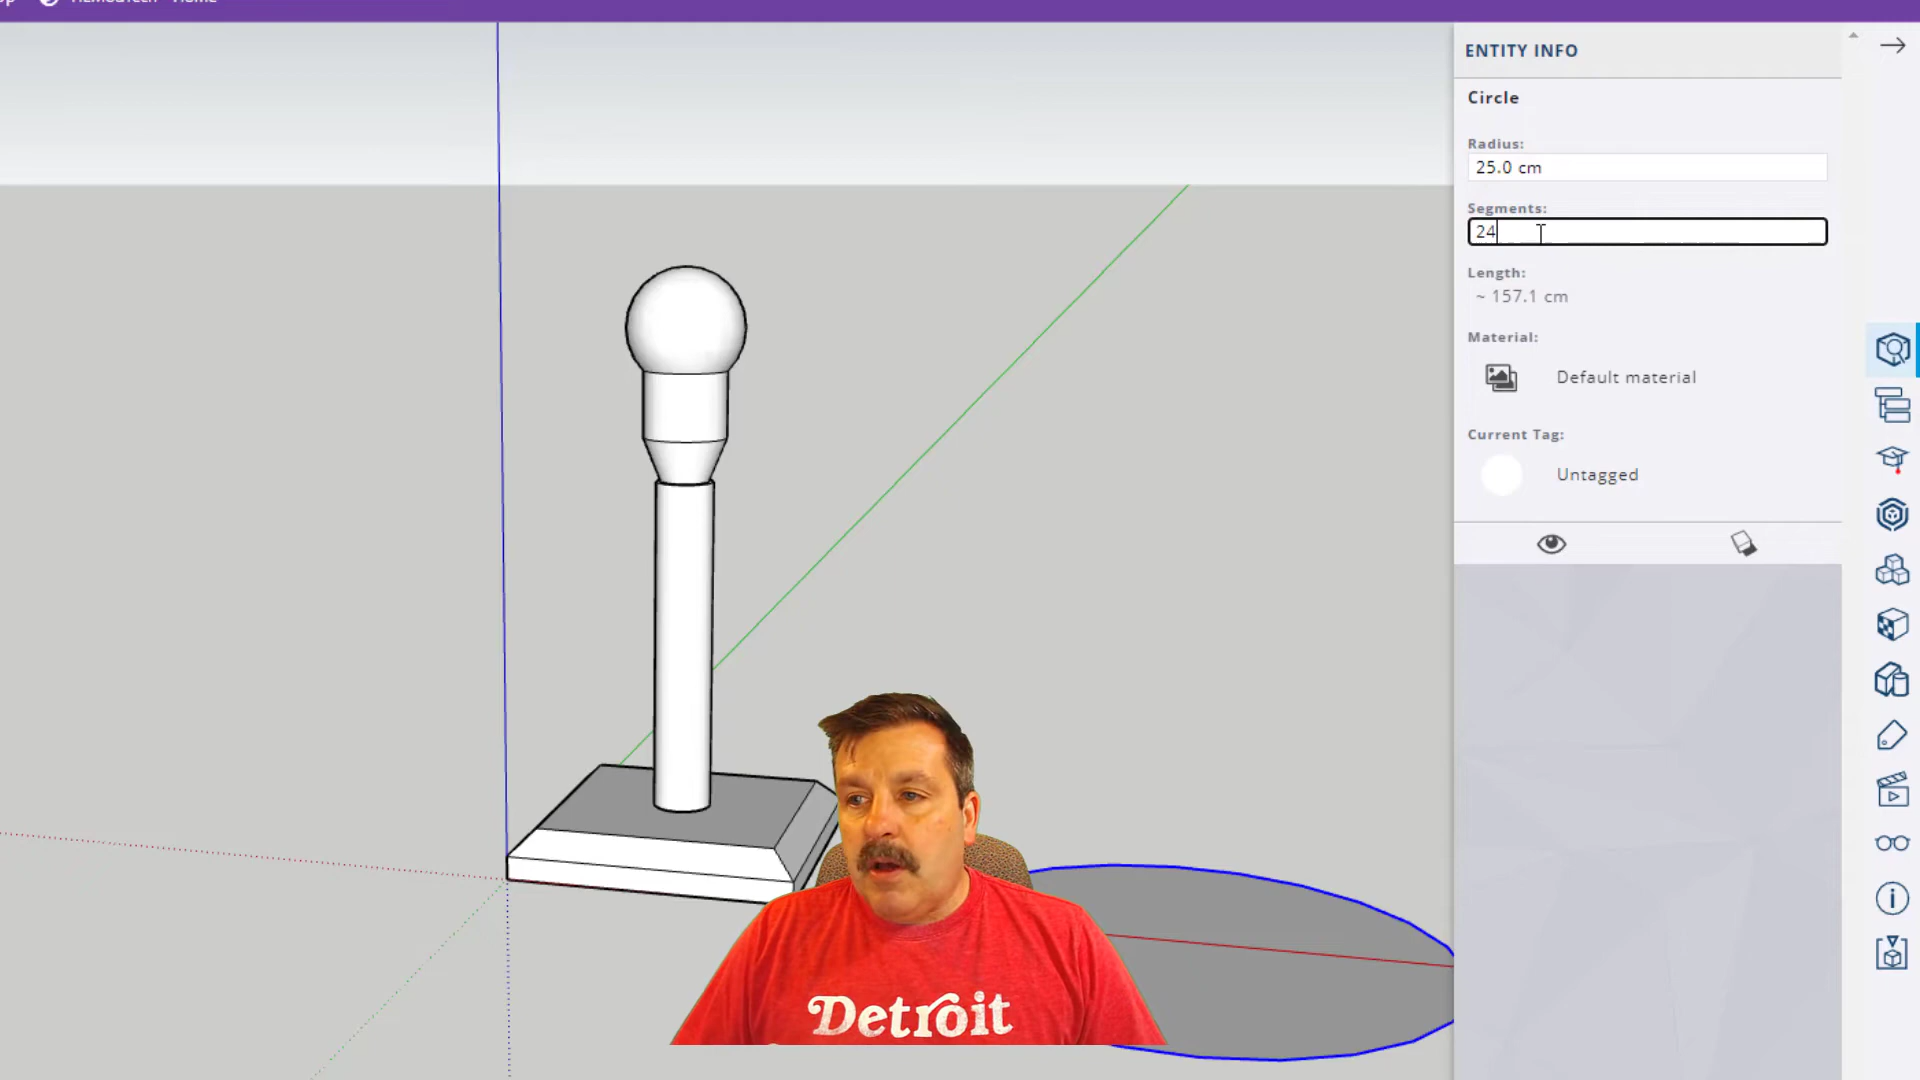 Home
ENTITY INFO
Circle
Radius:
25.0 cm
Segments:
24
Length:
~ 157.1 cm
Material:
Default material
Current Tag:
Untagged
Detroit